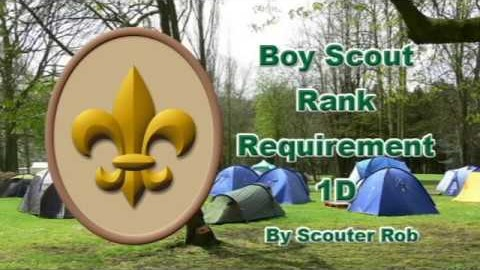 Boy Scout
Rank
Requirement
1D
By Scouter Rob